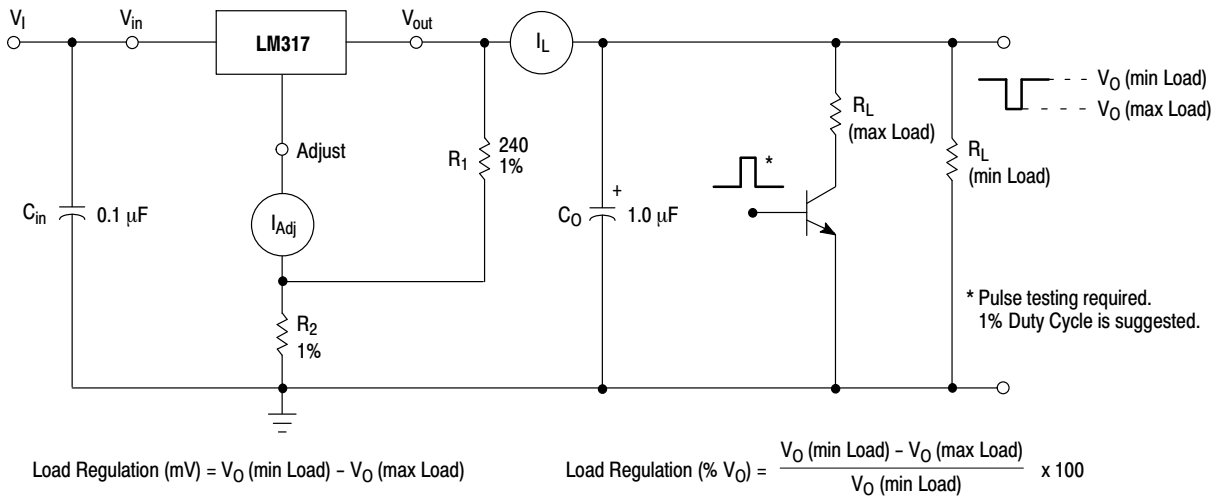 V_I
V_in
LM317
V_out
I_L
V_O (min Load)
V_O (max Load)
R_L
(max Load)
R_L
(min Load)
Adjust
R_1
240
1%
*
C_in
0.1 μF
I_Adj
C_O
+
1.0 μF
R_2
1%
* Pulse testing required.
1% Duty Cycle is suggested.
Load Regulation (mV) = V_O (min Load) - V_O (max Load)
Load Regulation (% V_O) = V_O (min Load) - V_O (max Load)
V_O (min Load)
x 100